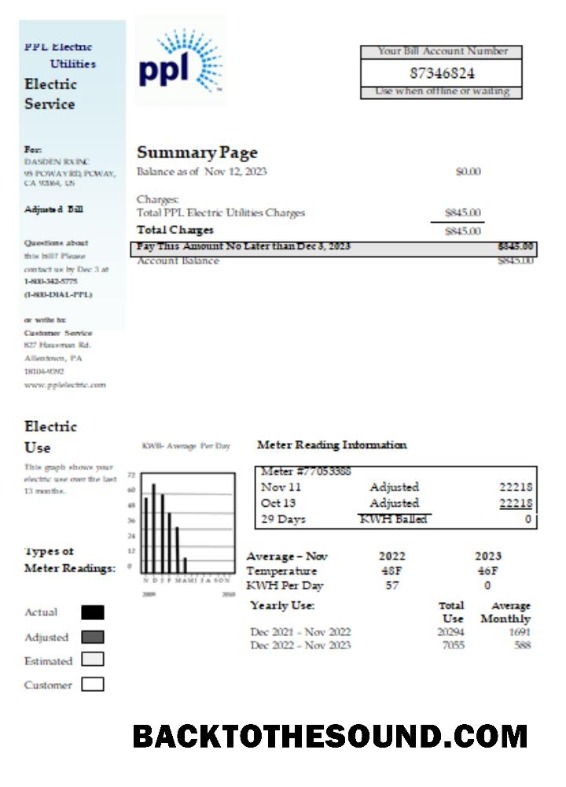 PPL Electric
Utilities
Electric
Service
ppl
Your Bill Account Number
87346824
Use when offline or waiting
For:
DASDEN RX INC
95 POWAY RD, POWAY,
CA 92064, US
Adjusted Bill
Questions about
this bill? Please
contact us by Dec 3 at
1-800-342-5775
(1-800-DIAL-PPL)
or write to:
Customer Service
827 Hausman Rd.
Allentown, PA
18104-9392
www.pplelectric.com
Summary Page
Balance as of Nov 12, 2023 $0.00
Charges:
Total PPL Electric Utilities Charges $845.00
Total Charges $845.00
Pay This Amount No Later than Dec 3, 2023 $845.00
Account Balance $845.00
Electric
Use
This graph shows your
electric use over the last
13 months.
Types of
Meter Readings:
Actual
Adjusted
Estimated
Customer
KWH- Average Per Day
72
60
48
36
24
12
0
N D J F M A M J J A S O N
2009 2010
Meter Reading Information
Meter #77053388
Nov 11 Adjusted 22218
Oct 13 Adjusted 22218
29 Days KWH Balled 0
Average – Nov 2022 2023
Temperature 48F 46F
KWH Per Day 57 0
Yearly Use: Total Average
Use Monthly
Dec 2021 - Nov 2022 20294 1691
Dec 2022 - Nov 2023 7055 588
BACKTOTHESOUND.COM